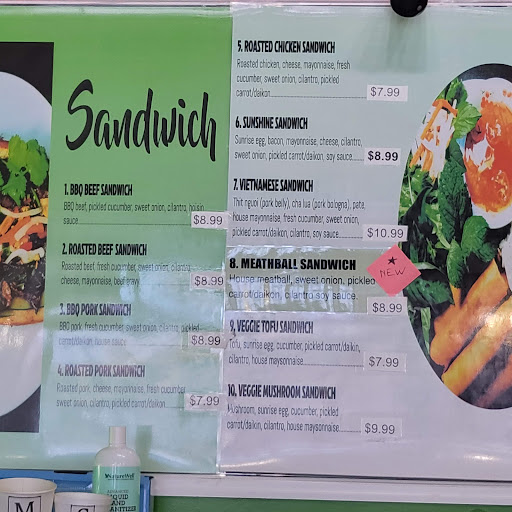 Sandwich
1. BBQ BEEF SANDWICH
BBQ beef, pickled cucumber, sweet onion, cilantro, hoisin
sauce $8.99
2. ROASTED BEEF SANDWICH
Roasted beef, fresh cucumber, sweet onion, cilantro,
cheese, mayonnaise, beef gravy $8.99
3. BBQ PORK SANDWICH
BBQ pork, fresh cucumber, sweet onion, cilantro, pickled
carrot/daikon, house sauce $8.99
4. ROASTED PORK SANDWICH
Roasted pork, cheese, mayonnaise, fresh cucumber
sweet onion, cilantro, pickled carrot/daikon $7.99
5. ROASTED CHICKEN SANDWICH
Roasted chicken, cheese, mayonnaise, fresh
cucumber, sweet onion, cilantro, pickled
carrot/daikon $7.99
6. SUNSHINE SANDWICH
Sunrise egg, bacon, mayonnaise, cheese, cilantro,
sweet onion, pickled carrot/daikon, soy sauce $8.99
7. VIETNAMESE SANDWICH
Thit nguoi (pork belly), cha lua (pork bologna), pate,
house mayonnaise, fresh cucumber, sweet onion,
pickled carrot/daikon, cilantro, soy sauce $10.99
8. MEATHBALL SANDWICH
House meatball, sweet onion, pickled
carrot/daikon, cilantro soy sauce.
$8.99
NEW
9. VEGGIE TOFU SANDWICH
Tofu, sunrise egg, cucumber, pickled carrot/daikin,
cilantro, house maysonnaise $7.99
10. VEGGIE MUSHROOM SANDWICH
Mushroom, sunrise egg, cucumber, pickled
carrot/daikin, cilantro, house maysonnaise $9.99
M
LIQUID
HAND
SANITIZER